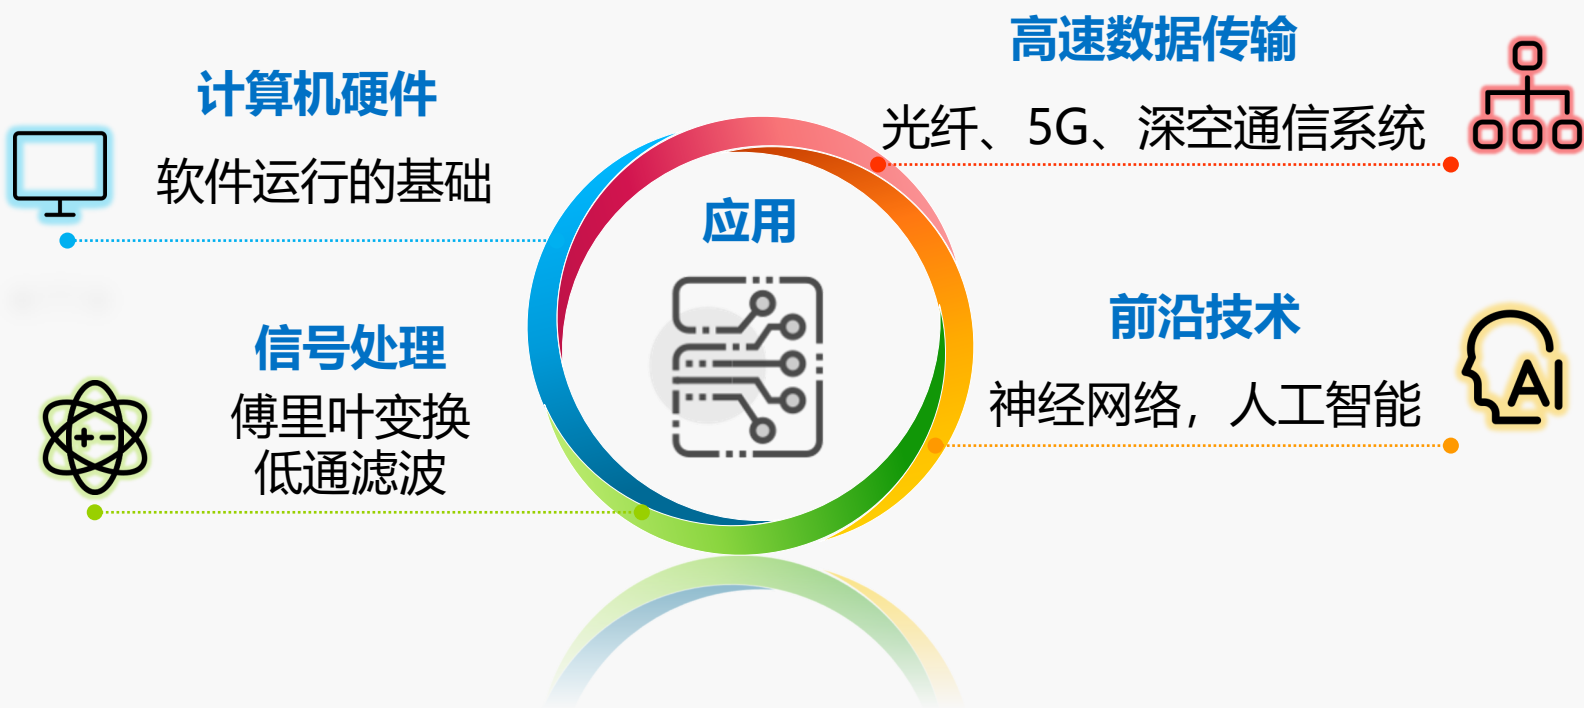 计算机硬件
软件运行的基础
信号处理
傅里叶变换
低通滤波
应用
高速数据传输
光纤、5G、深空通信系统
前沿技术
神经网络，人工智能
AI